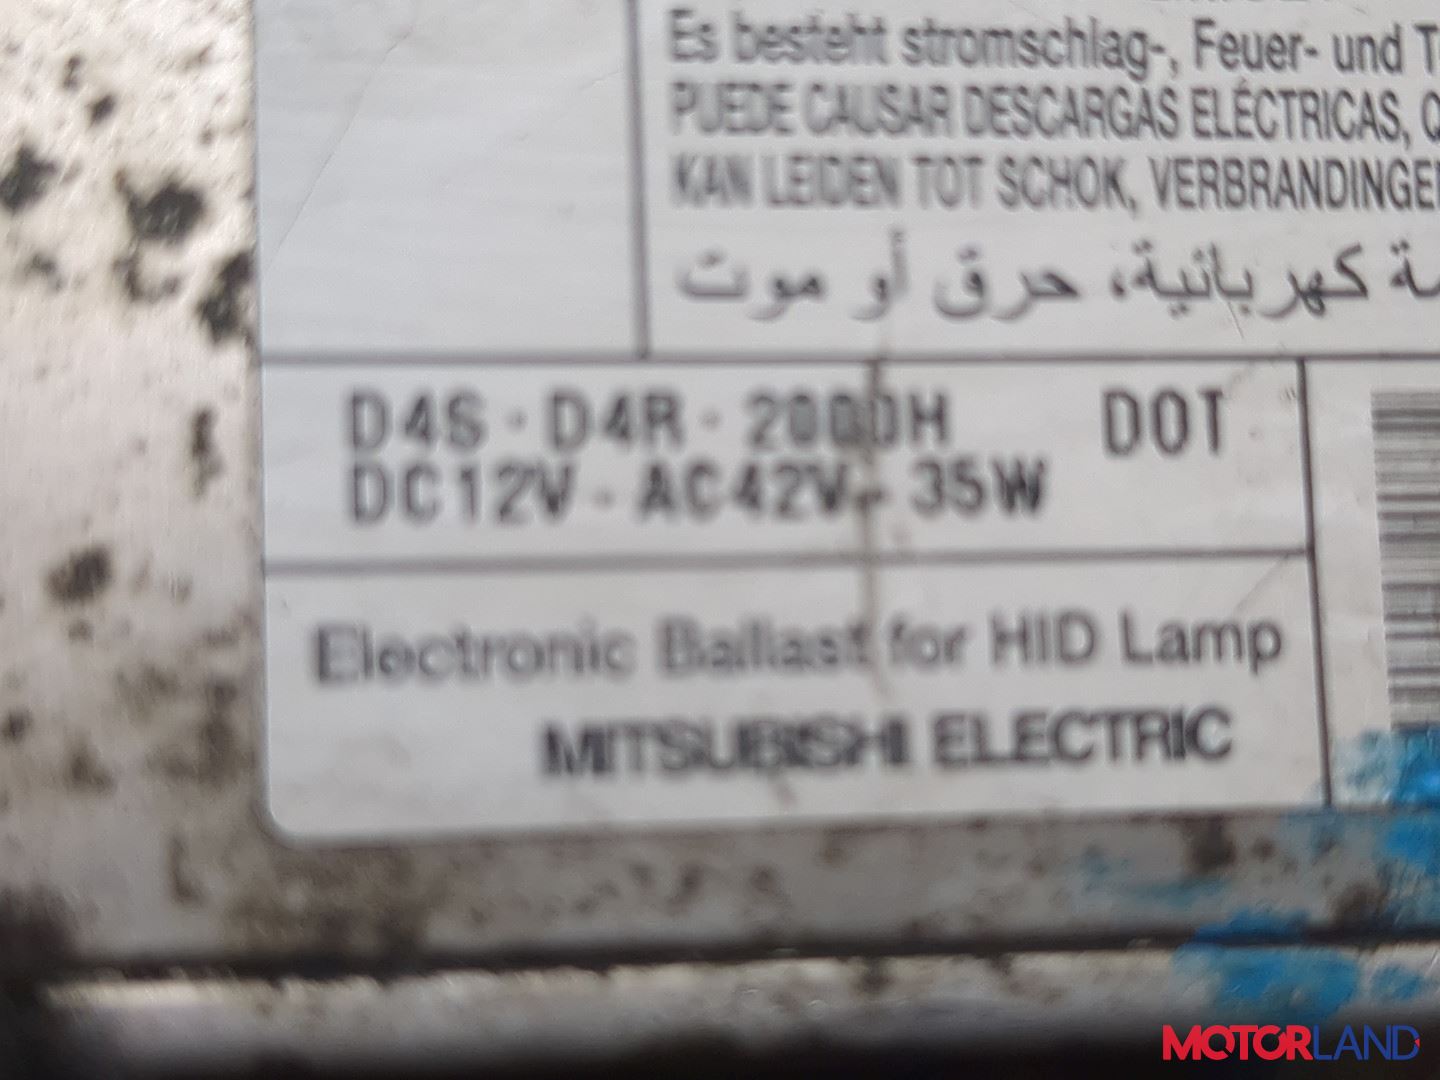 Es besteht stromschlag-, Feuer- und T
PUEDE CAUSAR DESCARGAS ELÉCTRICAS, Q
KAN LEIDEN TOT SCHOK, VERBRANDINGEN
مة كهربائية، حرق أو موت
D4S · D4R · 2000H DOT
DC12V · AC42V · 35W
Electronic Ballast for HID Lamp
MITSUBISHI ELECTRIC
MOTORLAND